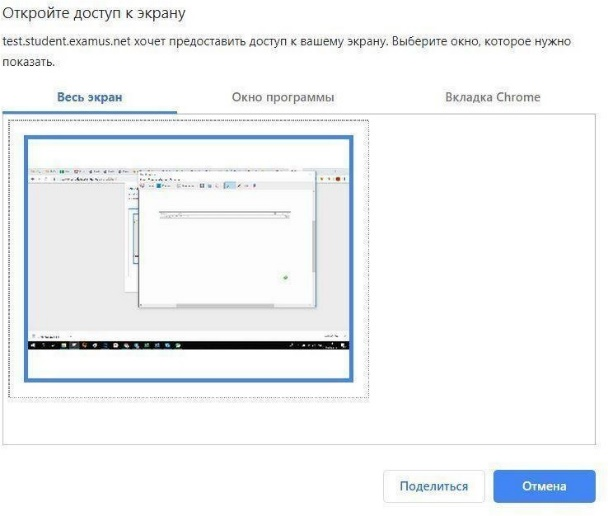 Откройте доступ к экрану
test.student.examus.net хочет предоставить доступ к вашему экрану. Выберите окно, которое нужно
показать.
Весь экран
Окно программы
Вкладка Chrome
Поделиться
Отмена